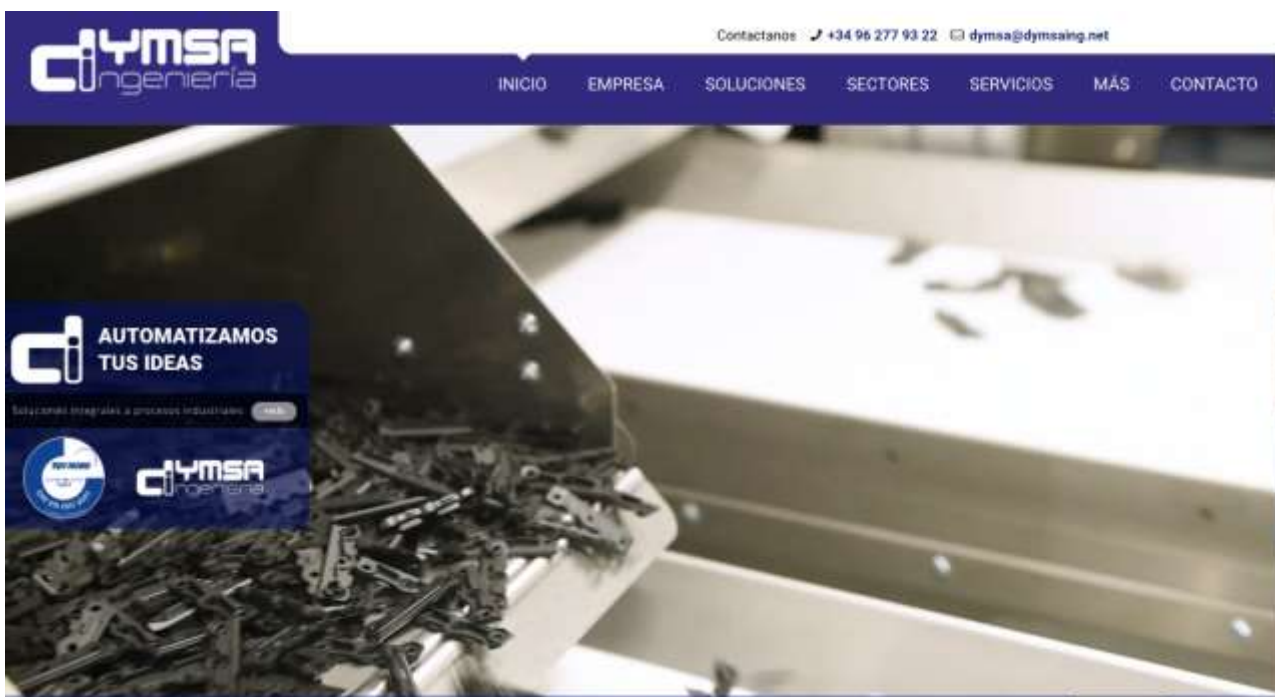 DYMSA
ingeniería
Contactanos +34 96 277 93 22 dymsa@dymsaing.net
INICIO EMPRESA SOLUCIONES SECTORES SERVICIOS MÁS CONTACTO
AUTOMATIZAMOS
TUS IDEAS
Soluciones integrales a procesos industriales
DYMSA
ingeniería